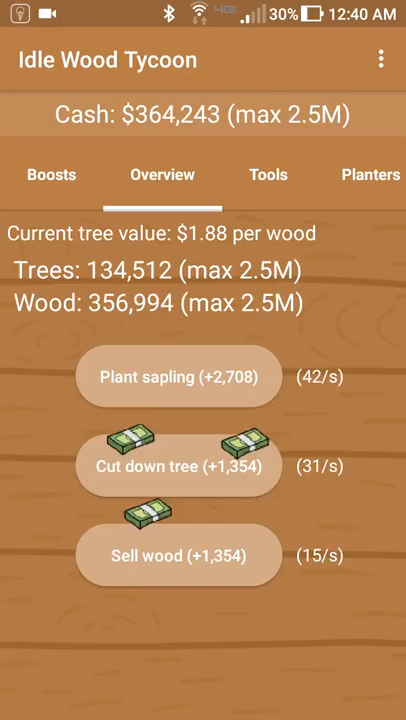 4G 30% 12:40 AM
Idle Wood Tycoon
Cash: $364,243 (max 2.5M)
Boosts Overview Tools Planters
Current tree value: $1.88 per wood
Trees: 134,512 (max 2.5M)
Wood: 356,994 (max 2.5M)
Plant sapling (+2,708) (42/s)
Cut down tree (+1,354) (31/s)
Sell wood (+1,354) (15/s)